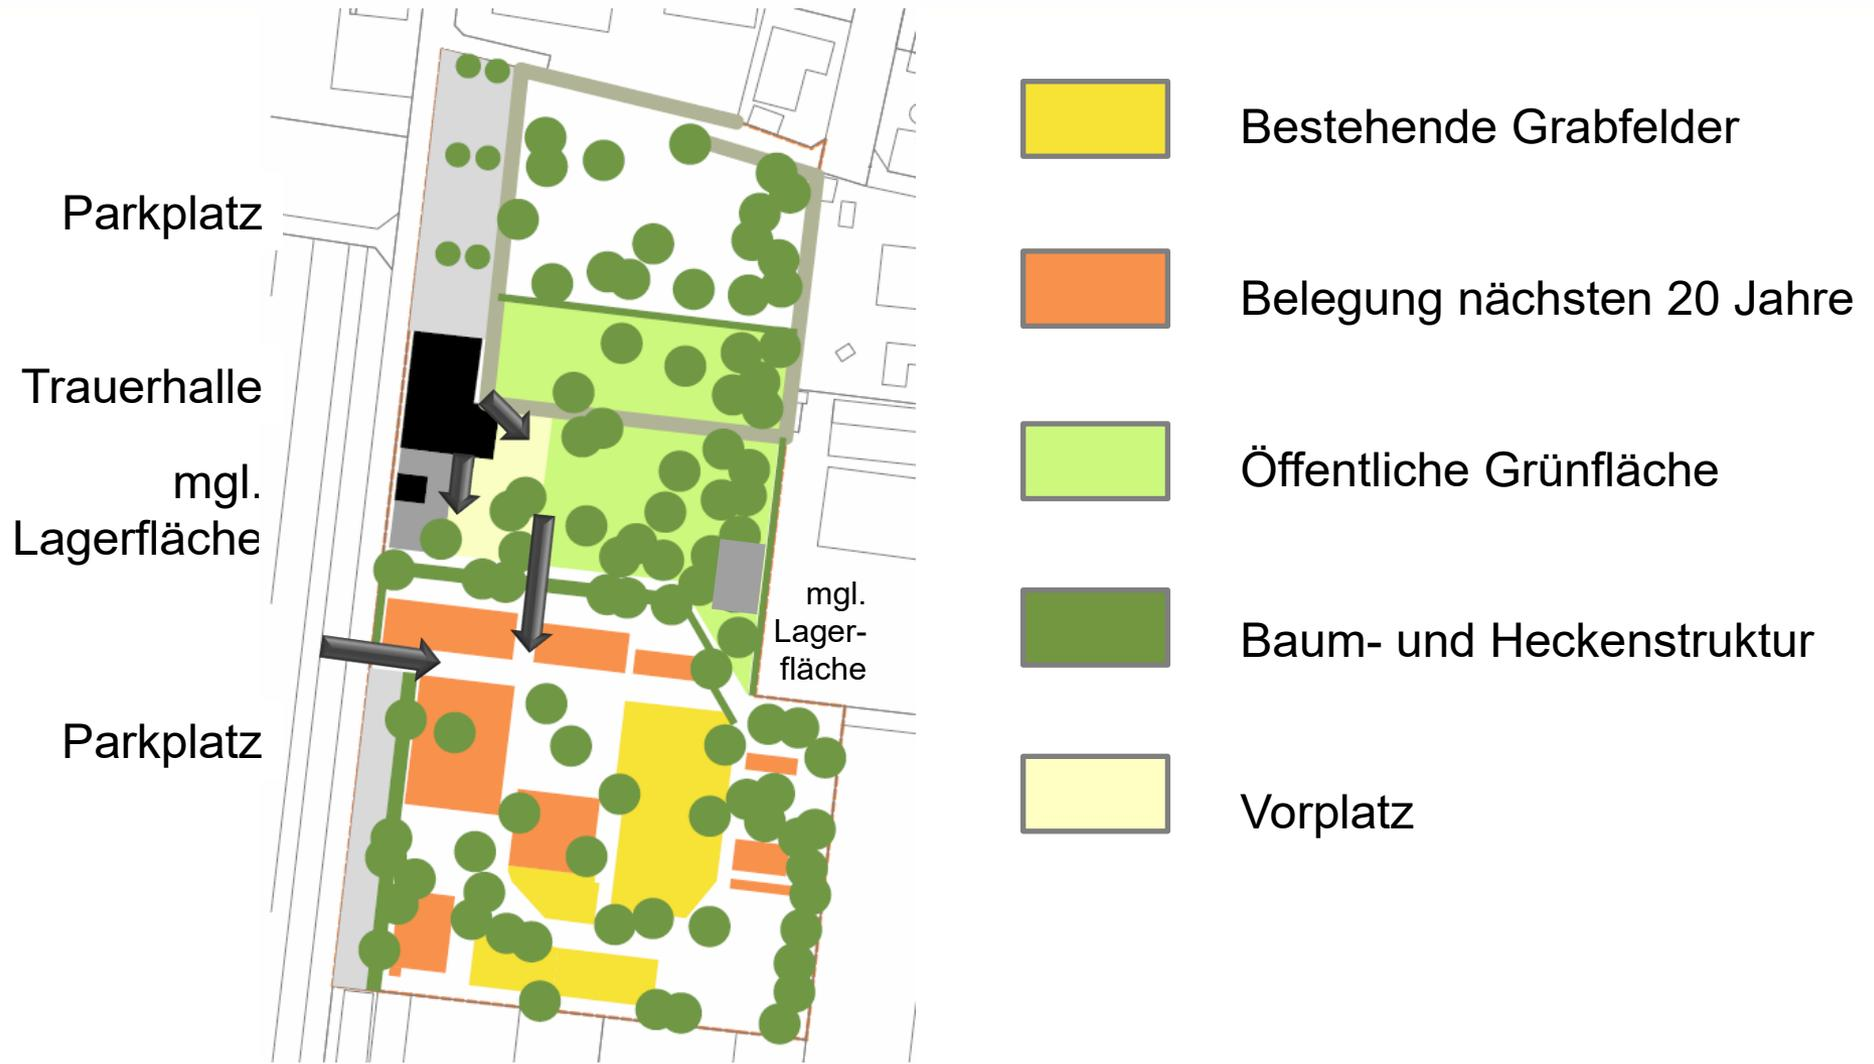 Parkplatz
Trauerhalle
mgl.
Lagerfläche
Parkplatz
mgl.
Lager-
fläche
Bestehende Grabfelder
Belegung nächsten 20 Jahre
Öffentliche Grünfläche
Baum- und Heckenstruktur
Vorplatz